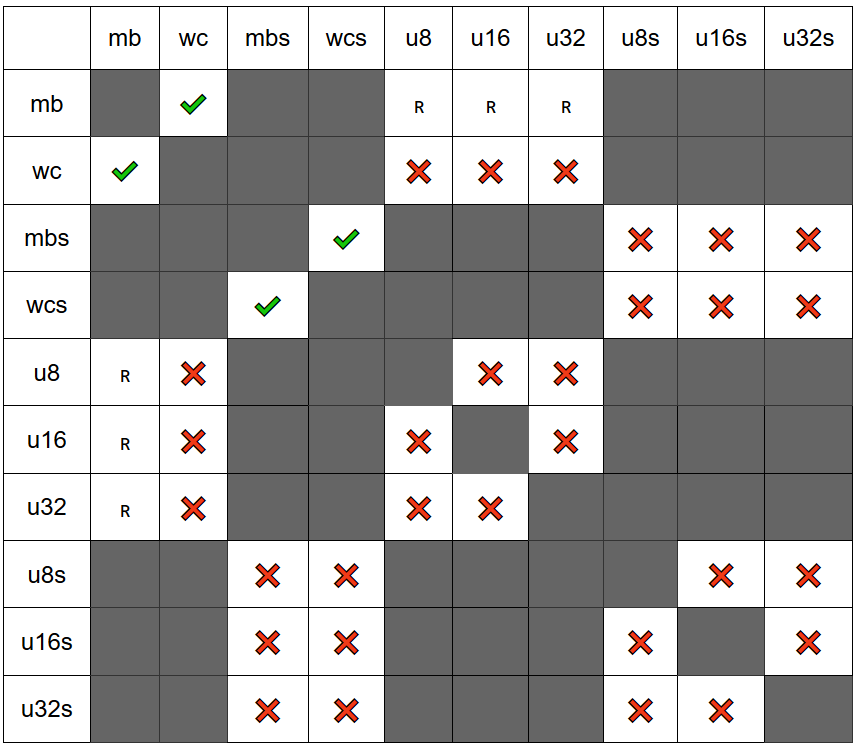 mb wc mbs wcs u8 u16 u32 u8s u16s u32s
mb R R R
wc
mbs
wcs
u8 R
u16 R
u32 R
u8s
u16s
u32s